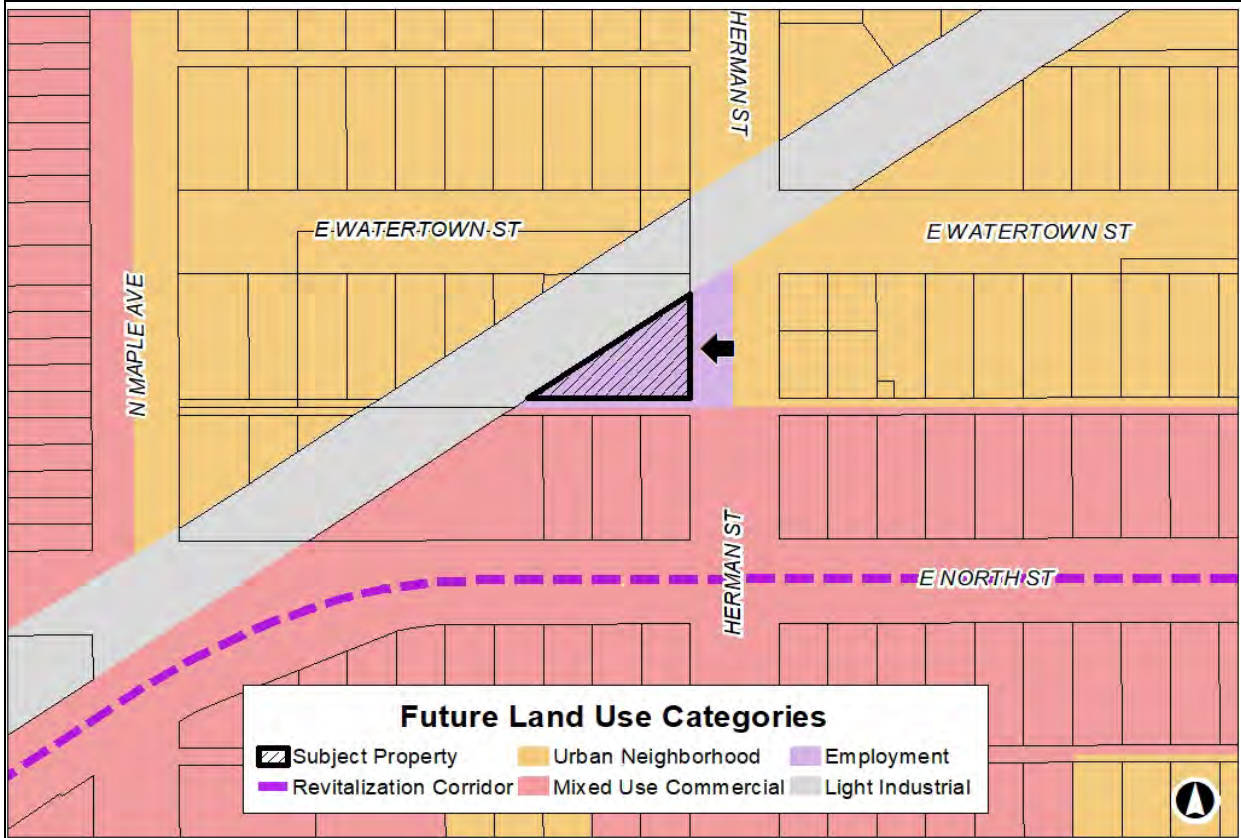 HERMAN ST
E WATERTOWN ST
E WATERTOWN ST
N MAPLE AVE
HERMAN ST
E NORTH ST
Future Land Use Categories
Subject Property
Urban Neighborhood
Employment
Revitalization Corridor
Mixed Use Commercial
Light Industrial